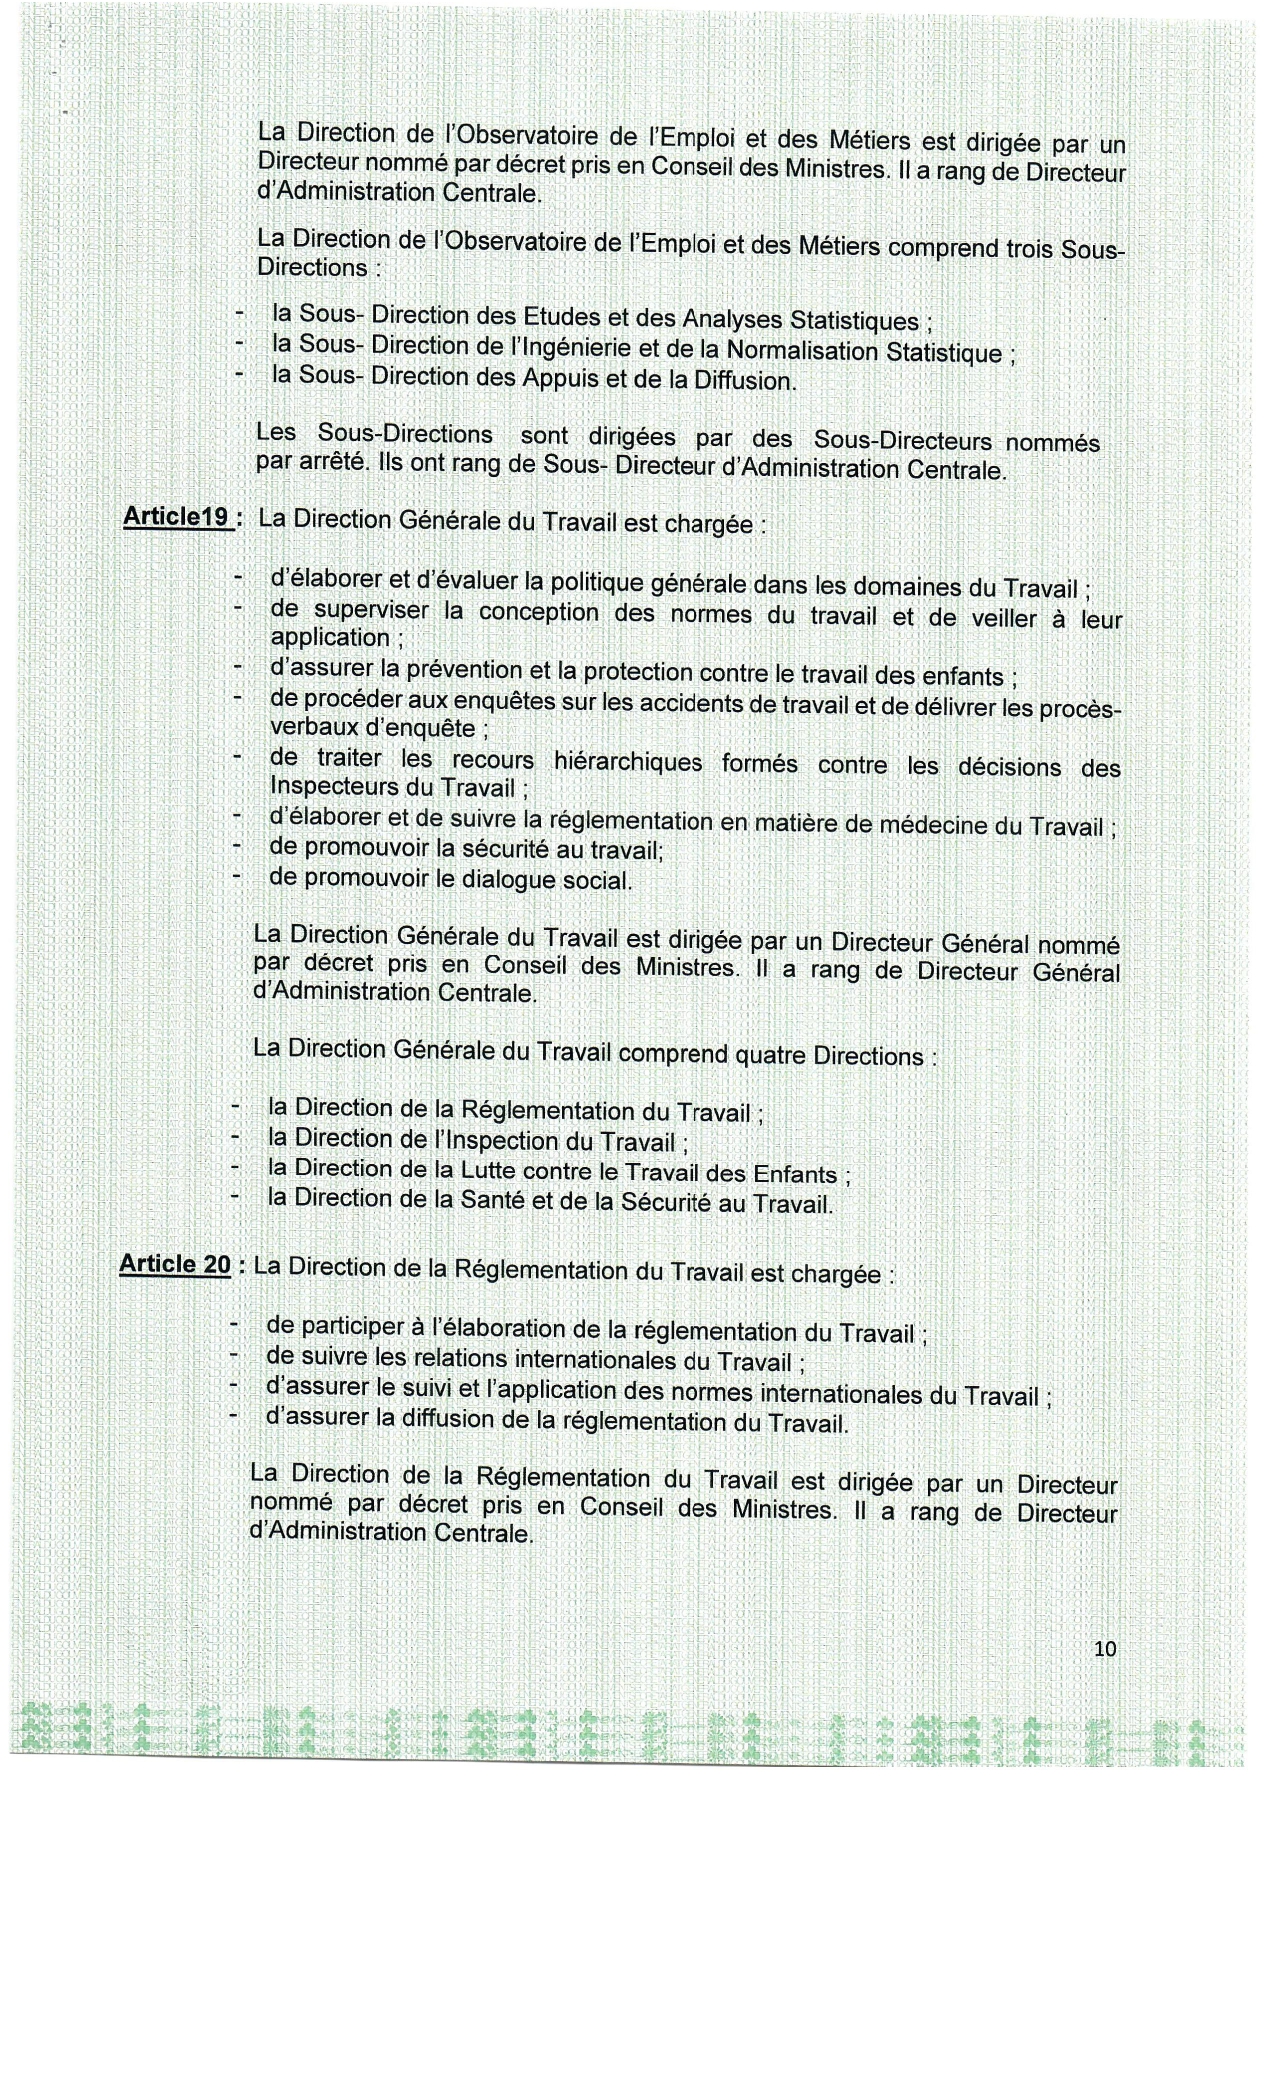 La Direction de l'Observatoire de l'Emploi et des Métiers est dirigée par un
Directeur nommé par décret pris en Conseil des Ministres. Il a rang de Directeur
d'Administration Centrale.
La Direction de l'Observatoire de l'Emploi et des Métiers comprend trois Sous-
Directions :
- la Sous- Direction des Etudes et des Analyses Statistiques ;
- la Sous- Direction de l'Ingénierie et de la Normalisation Statistique ;
- la Sous- Direction des Appuis et de la Diffusion.
Les Sous-Directions sont dirigées par des Sous-Directeurs nommés
par arrêté. Ils ont rang de Sous- Directeur d'Administration Centrale.
Article19 : La Direction Générale du Travail est chargée :
- d'élaborer et d'évaluer la politique générale dans les domaines du Travail ;
- de superviser la conception des normes du travail et de veiller à leur
application ;
- d'assurer la prévention et la protection contre le travail des enfants ;
- de procéder aux enquêtes sur les accidents de travail et de délivrer les procès-
verbaux d'enquête ;
- de traiter les recours hiérarchiques formés contre les décisions des
Inspecteurs du Travail ;
- d'élaborer et de suivre la réglementation en matière de médecine du Travail ;
- de promouvoir la sécurité au travail;
- de promouvoir le dialogue social.
La Direction Générale du Travail est dirigée par un Directeur Général nommé
par décret pris en Conseil des Ministres. Il a rang de Directeur Général
d'Administration Centrale.
La Direction Générale du Travail comprend quatre Directions :
- la Direction de la Réglementation du Travail ;
- la Direction de l'Inspection du Travail ;
- la Direction de la Lutte contre le Travail des Enfants ;
- la Direction de la Santé et de la Sécurité au Travail.
Article 20 : La Direction de la Réglementation du Travail est chargée :
- de participer à l'élaboration de la réglementation du Travail ;
- de suivre les relations internationales du Travail ;
- d'assurer le suivi et l'application des normes internationales du Travail ;
- d'assurer la diffusion de la réglementation du Travail.
La Direction de la Réglementation du Travail est dirigée par un Directeur
nommé par décret pris en Conseil des Ministres. Il a rang de Directeur
d'Administration Centrale.
10